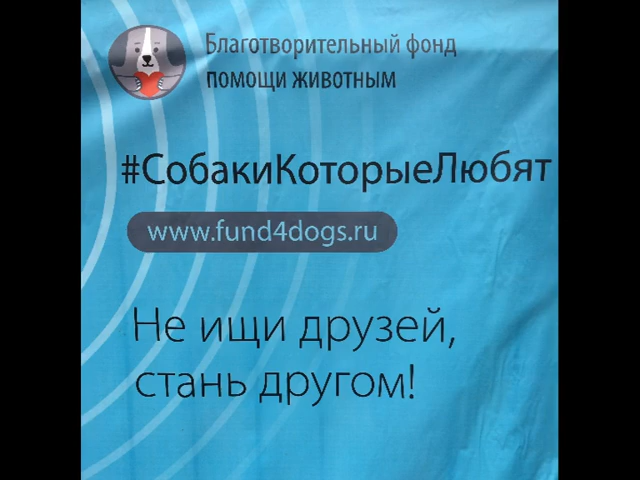 Благотворительный фонд
помощи животным
#СобакиКоторыеЛюбят
www.fund4dogs.ru
Не ищи друзей,
стань другом!